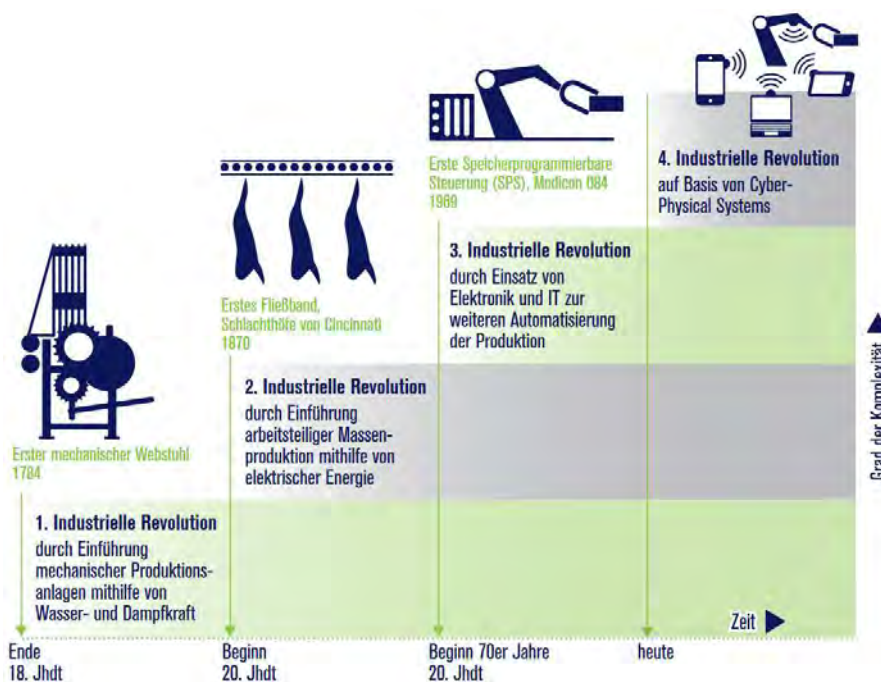 4. Industrielle Revolution
auf Basis von Cyber-
Physical Systems
Erste Speicherprogrammierbare
Steuerung (SPS), Modicon 084
1969
3. Industrielle Revolution
durch Einsatz von
Elektronik und IT zur
weiteren Automatisierung
der Produktion
Erstes Fließband,
Schlachthöfe von Cincinnati
1870
2. Industrielle Revolution
durch Einführung
arbeitsteiliger Massen-
produktion mithilfe von
elektrischer Energie
Erster mechanischer Webstuhl
1784
1. Industrielle Revolution
durch Einführung
mechanischer Produktions-
anlagen mithilfe von
Wasser- und Dampfkraft
Grad der Komplexität
Zeit
Ende
18. Jhdt
Beginn
20. Jhdt
Beginn 70er Jahre
20. Jhdt
heute